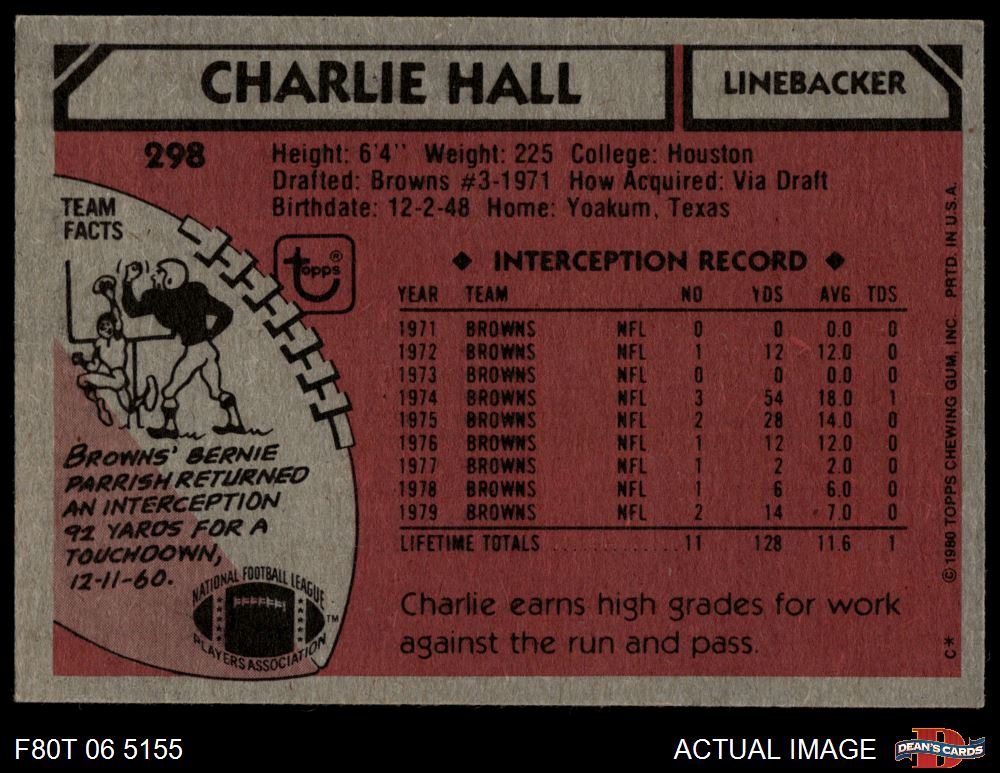 CHARLIE HALL
LINEBACKER
298
Height: 6'4" Weight: 225 College: Houston
Drafted: Browns #3-1971 How Acquired: Via Draft
Birthdate: 12-2-48 Home: Yoakum, Texas
TEAM
FACTS
topps®
◆ INTERCEPTION RECORD ◆
YEAR TEAM NO YDS AVG TDS
1971 BROWNS NFL 0 0 0.0 0
1972 BROWNS NFL 1 12 12.0 0
1973 BROWNS NFL 0 0 0.0 0
1974 BROWNS NFL 3 54 18.0 1
1975 BROWNS NFL 2 28 14.0 0
1976 BROWNS NFL 1 12 12.0 0
1977 BROWNS NFL 1 2 2.0 0
1978 BROWNS NFL 1 6 6.0 0
1979 BROWNS NFL 2 14 7.0 0
LIFETIME TOTALS ............ 11 128 11.6 1
BROWNS' BERNIE
PARRISH RETURNED
AN INTERCEPTION
92 YARDS FOR A
TOUCHDOWN,
12-11-60.
NATIONAL FOOTBALL LEAGUE
PLAYERS ASSOCIATION
TM
Charlie earns high grades for work
against the run and pass.
C* © 1980 TOPPS CHEWING GUM, INC. PRTD. IN U.S.A.
F80T 06 5155
ACTUAL IMAGE
D
DEAN'S CARDS